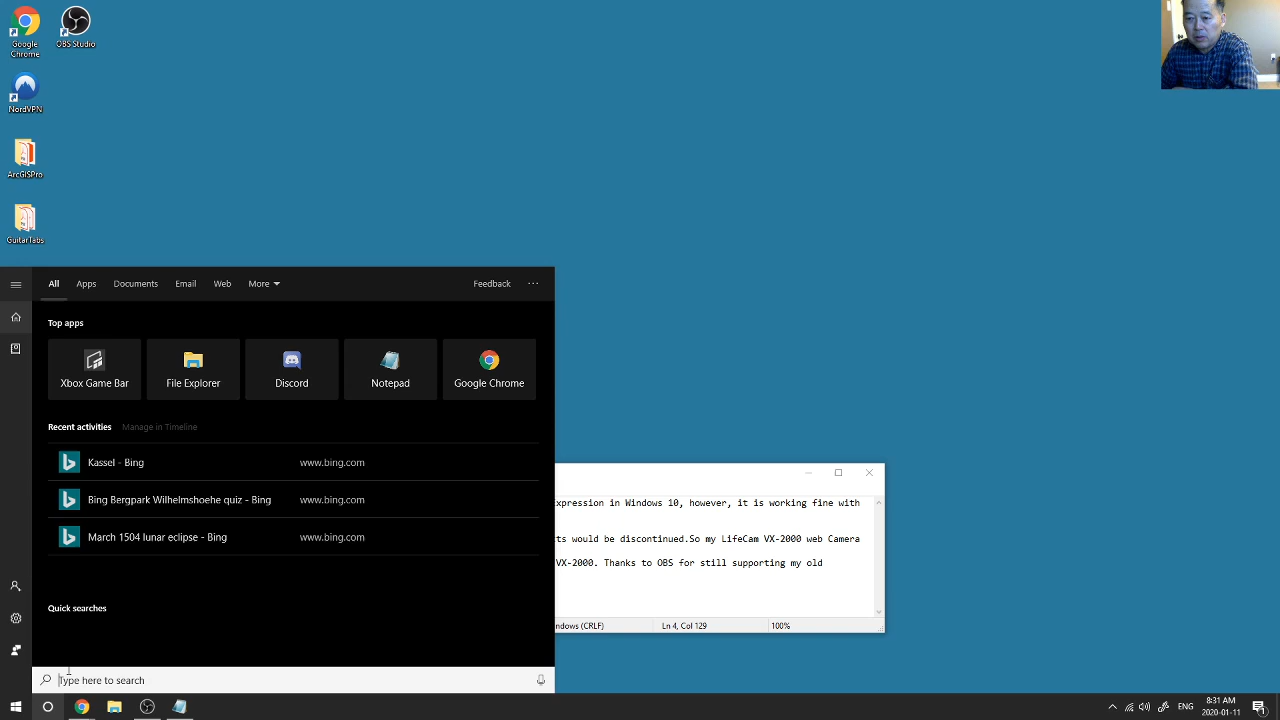 Google
Chrome
OBS Studio
NordVPN
ArcGISPro
GuitarTabs
All Apps Documents Email Web More Feedback ...
Top apps
Xbox Game Bar File Explorer Discord Notepad Google Chrome
Recent activities Manage in Timeline
Kassel - Bing www.bing.com
Bing Bergpark Wilhelmshoehe quiz - Bing www.bing.com
March 1504 lunar eclipse - Bing www.bing.com
Quick searches
Type here to search
xpression in Windows 10, however, it is working fine with
ts would be discontinued.So my LifeCam VX-2000 web Camera
VX-2000. Thanks to OBS for still supporting my old
ndows (CRLF) Ln 4, Col 129 100%
ENG 8:31 AM
2020-01-11